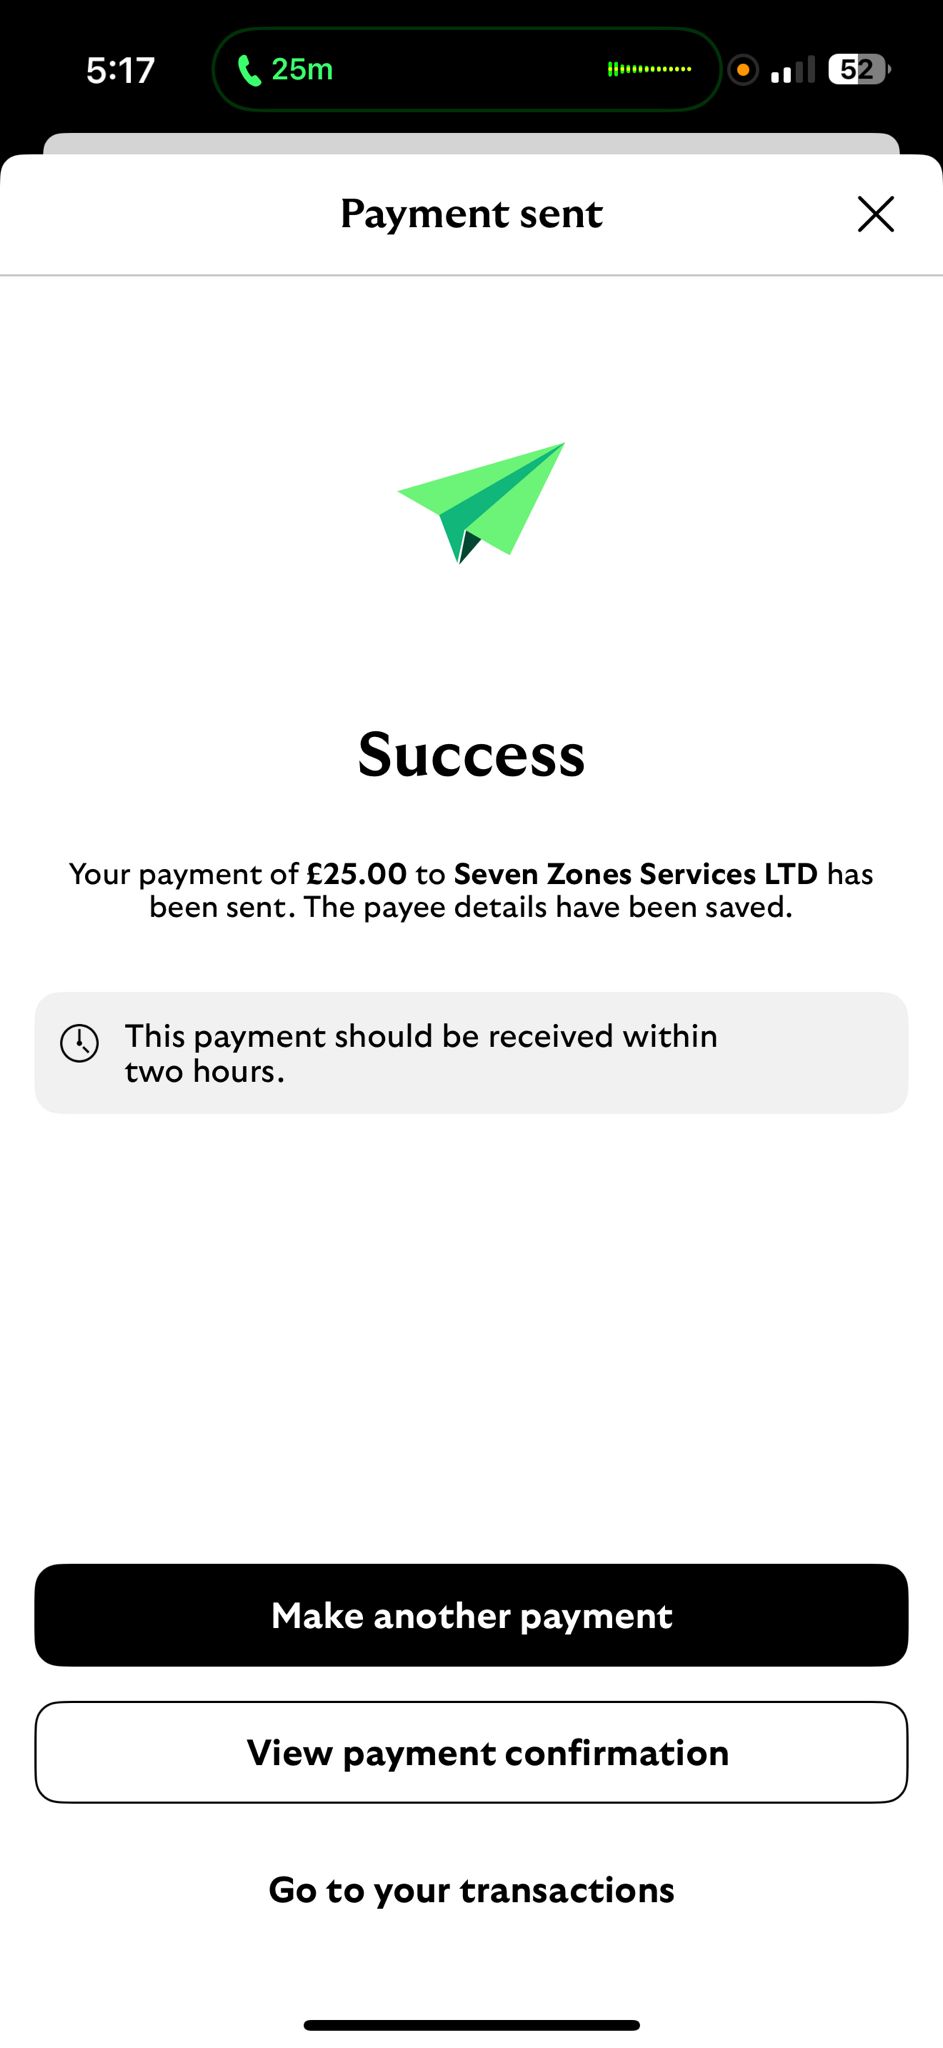 5:17
25m
52
Payment sent
Success
Your payment of £25.00 to Seven Zones Services LTD has
been sent. The payee details have been saved.
This payment should be received within
two hours.
Make another payment
View payment confirmation
Go to your transactions